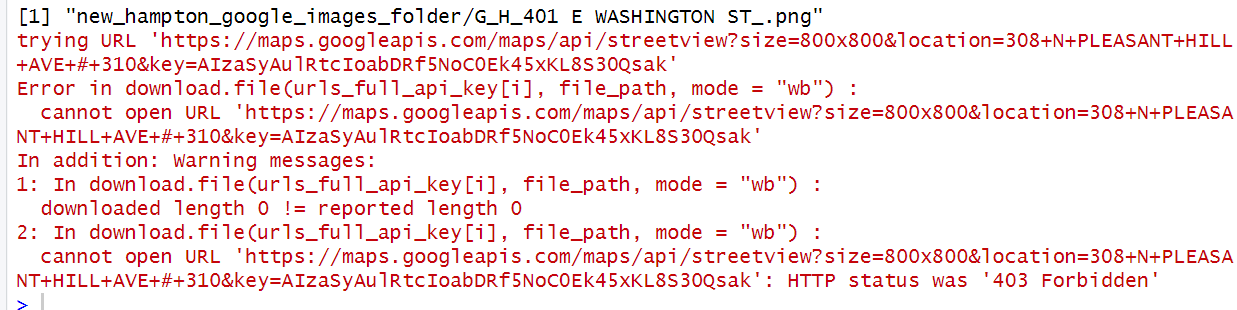 [1] "new_hampton_google_images_folder/G_H_401 E WASHINGTON ST_.png"
trying URL 'https://maps.googleapis.com/maps/api/streetview?size=800x800&location=308+N+PLEASANT+HILL
+AVE+#+310&key=AIzaSyAulRtcIoabDRf5NoC0Ek45xKL8S30Qsak'
Error in download.file(urls_full_api_key[i], file_path, mode = "wb") :
  cannot open URL 'https://maps.googleapis.com/maps/api/streetview?size=800x800&location=308+N+PLEASA
NT+HILL+AVE+#+310&key=AIzaSyAulRtcIoabDRf5NoC0Ek45xKL8S30Qsak'
In addition: Warning messages:
1: In download.file(urls_full_api_key[i], file_path, mode = "wb") :
  downloaded length 0 != reported length 0
2: In download.file(urls_full_api_key[i], file_path, mode = "wb") :
  cannot open URL 'https://maps.googleapis.com/maps/api/streetview?size=800x800&location=308+N+PLEASA
NT+HILL+AVE+#+310&key=AIzaSyAulRtcIoabDRf5NoC0Ek45xKL8S30Qsak': HTTP status was '403 Forbidden'
>